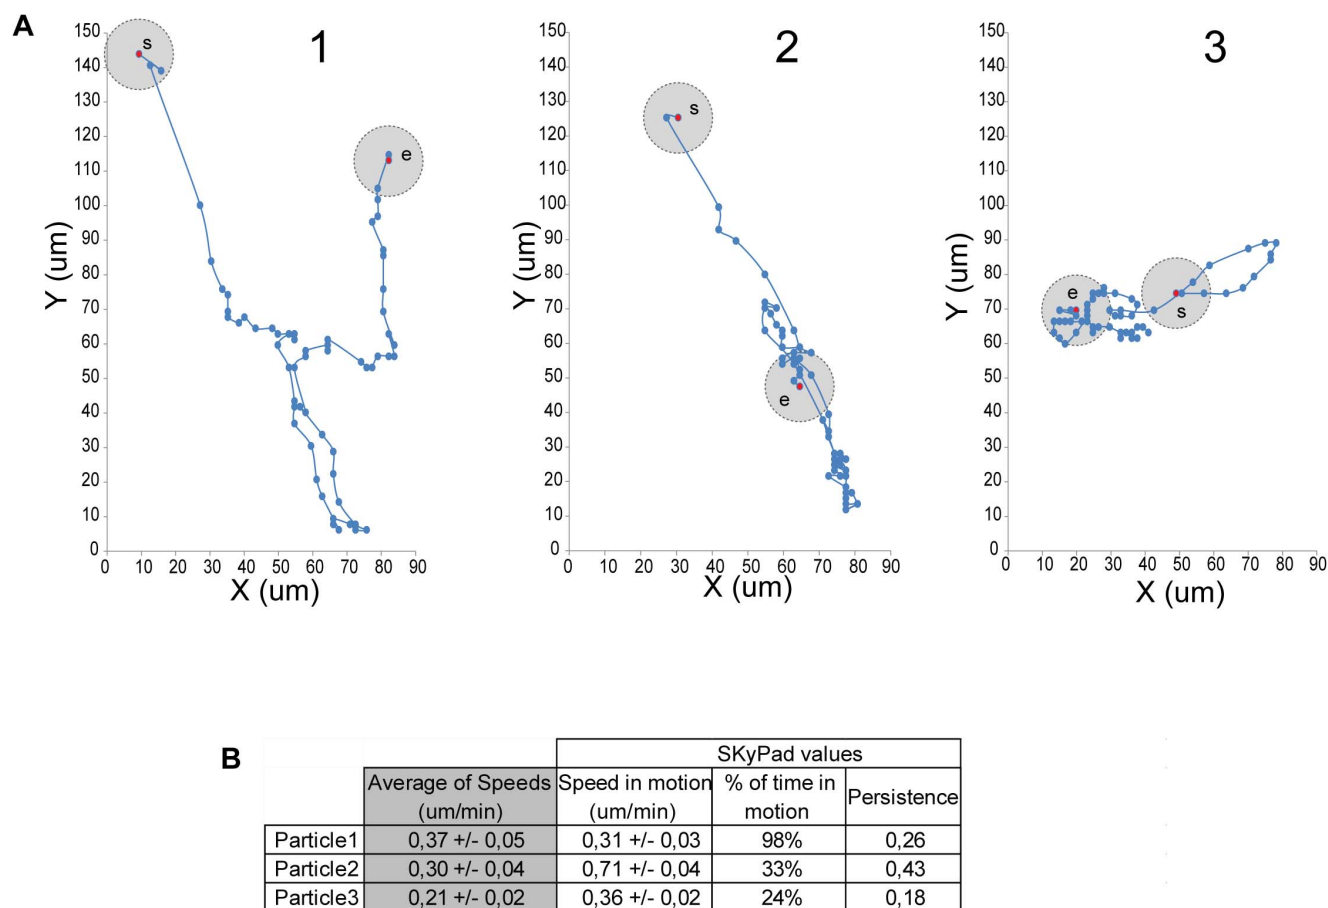 A
1
2
3
150
140
130
120
110
100
90
80
70
60
50
40
30
20
10
0
s
e
Y (um)
0 10 20 30 40 50 60 70 80 90
X (um)
150
140
130
120
110
100
90
80
70
60
50
40
30
20
10
0
s
e
Y (um)
0 10 20 30 40 50 60 70 80 90
X (um)
150
140
130
120
110
100
90
80
70
60
50
40
30
20
10
0
e
s
Y (um)
0 10 20 30 40 50 60 70 80 90
X (um)
B
SKyPad values
Average of Speeds (um/min) Speed in motion (um/min) % of time in motion Persistence
Particle1 0,37 +/- 0,05 0,31 +/- 0,03 98% 0,26
Particle2 0,30 +/- 0,04 0,71 +/- 0,04 33% 0,43
Particle3 0,21 +/- 0,02 0,36 +/- 0,02 24% 0,18